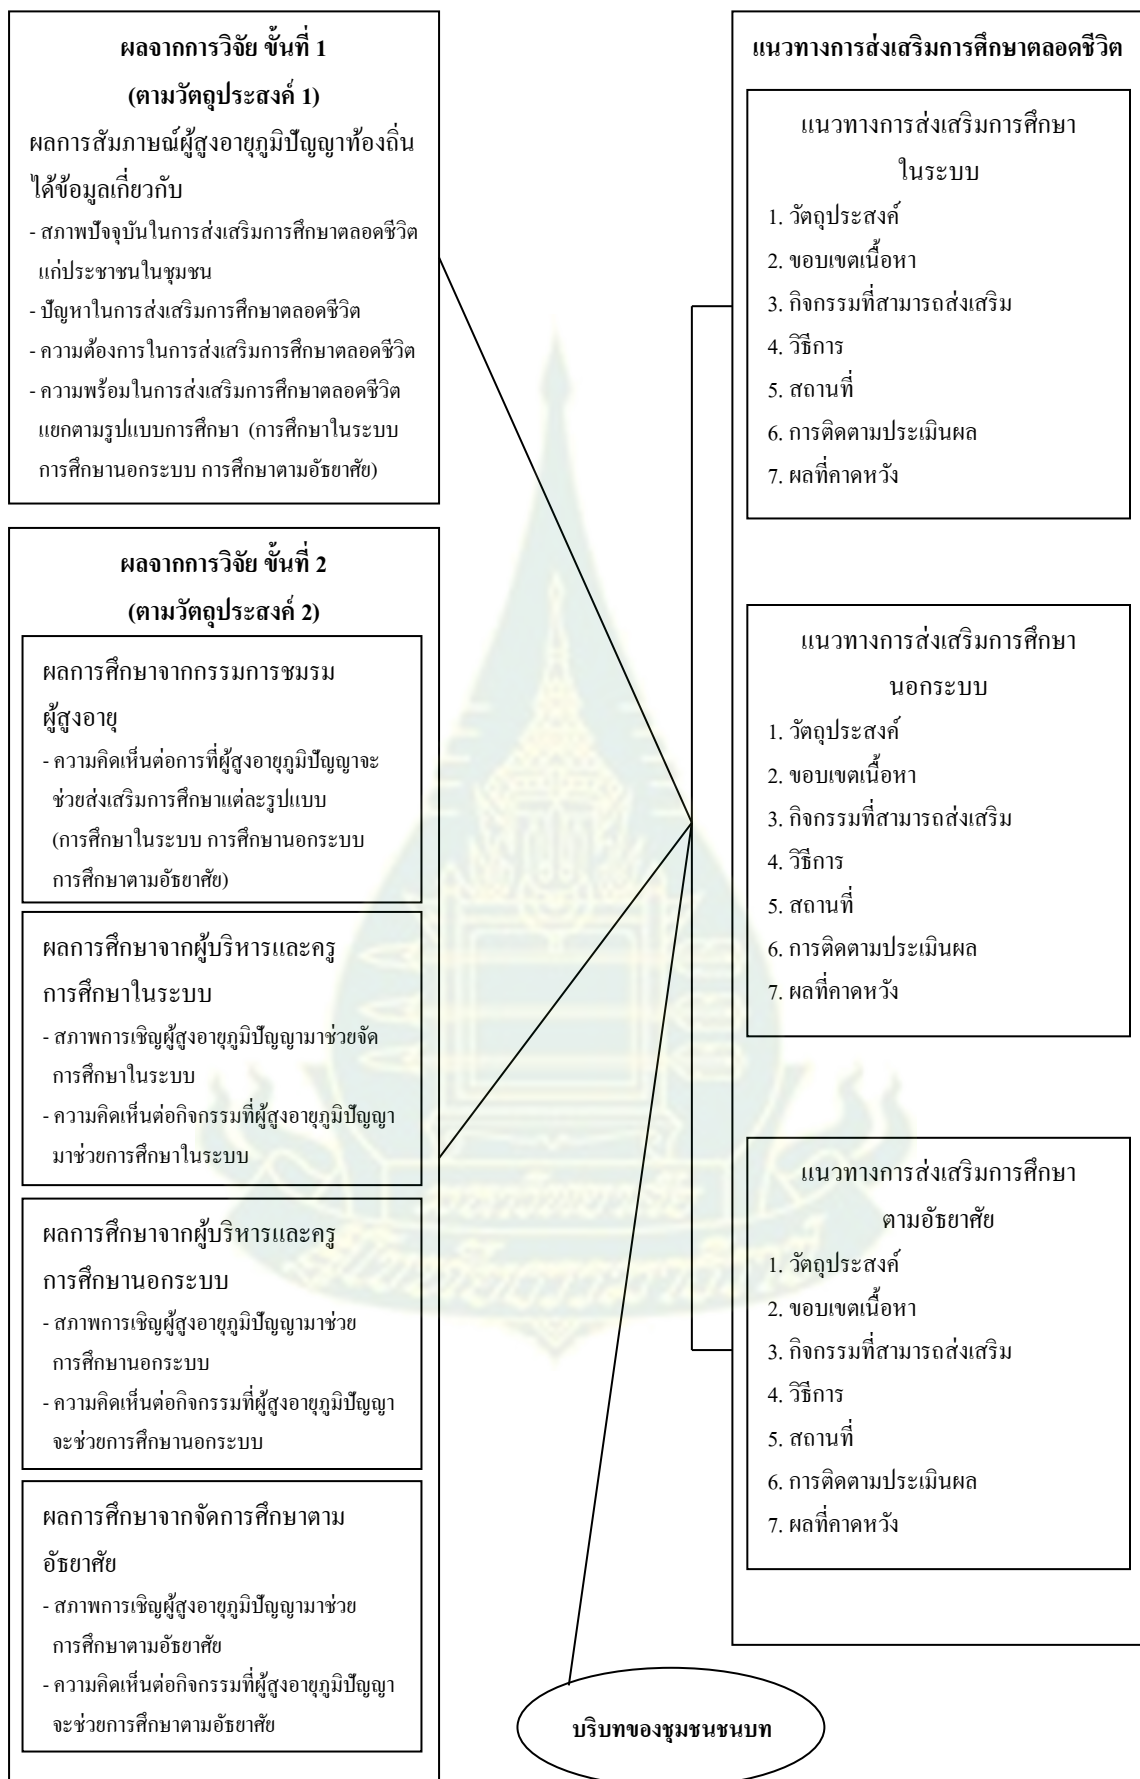 ผลจากการวิจัย ขั้นที่ 1
(ตามวัตถุประสงค์ 1)
ผลการสัมภาษณ์ผู้สูงอายุภูมิปัญญาท้องถิ่น
ได้ข้อมูลเกี่ยวกับ
- สภาพปัจจุบันในการส่งเสริมการศึกษาตลอดชีวิต
แก่ประชาชนในชุมชน
- ปัญหาในการส่งเสริมการศึกษาตลอดชีวิต
- ความต้องการในการส่งเสริมการศึกษาตลอดชีวิต
- ความพร้อมในการส่งเสริมการศึกษาตลอดชีวิต
แยกตามรูปแบบการศึกษา (การศึกษาในระบบ
การศึกษานอกระบบ การศึกษาตามอัธยาศัย)
ผลจากการวิจัย ขั้นที่ 2
(ตามวัตถุประสงค์ 2)
ผลการศึกษาจากกรรมการชมรม
ผู้สูงอายุ
- ความคิดเห็นต่อการที่ผู้สูงอายุภูมิปัญญาจะ
ช่วยส่งเสริมการศึกษาแต่ละรูปแบบ
(การศึกษาในระบบ การศึกษานอกระบบ
การศึกษาตามอัธยาศัย)
ผลการศึกษาจากผู้บริหารและครู
การศึกษาในระบบ
- สภาพการเชิญผู้สูงอายุภูมิปัญญามาช่วยจัด
การศึกษาในระบบ
- ความคิดเห็นต่อกิจกรรมที่ผู้สูงอายุภูมิปัญญา
มาช่วยการศึกษาในระบบ
ผลการศึกษาจากผู้บริหารและครู
การศึกษานอกระบบ
- สภาพการเชิญผู้สูงอายุภูมิปัญญามาช่วย
การศึกษานอกระบบ
- ความคิดเห็นต่อกิจกรรมที่ผู้สูงอายุภูมิปัญญา
จะช่วยการศึกษานอกระบบ
ผลการศึกษาจากจัดการศึกษาตาม
อัธยาศัย
- สภาพการเชิญผู้สูงอายุภูมิปัญญามาช่วย
การศึกษาตามอัธยาศัย
- ความคิดเห็นต่อกิจกรรมที่ผู้สูงอายุภูมิปัญญา
จะช่วยการศึกษาตามอัธยาศัย
บริบทของชุมชนชนบท
แนวทางการส่งเสริมการศึกษาตลอดชีวิต
แนวทางการส่งเสริมการศึกษา
ในระบบ
1. วัตถุประสงค์
2. ขอบเขตเนื้อหา
3. กิจกรรมที่สามารถส่งเสริม
4. วิธีการ
5. สถานที่
6. การติดตามประเมินผล
7. ผลที่คาดหวัง
แนวทางการส่งเสริมการศึกษา
นอกระบบ
1. วัตถุประสงค์
2. ขอบเขตเนื้อหา
3. กิจกรรมที่สามารถส่งเสริม
4. วิธีการ
5. สถานที่
6. การติดตามประเมินผล
7. ผลที่คาดหวัง
แนวทางการส่งเสริมการศึกษา
ตามอัธยาศัย
1. วัตถุประสงค์
2. ขอบเขตเนื้อหา
3. กิจกรรมที่สามารถส่งเสริม
4. วิธีการ
5. สถานที่
6. การติดตามประเมินผล
7. ผลที่คาดหวัง